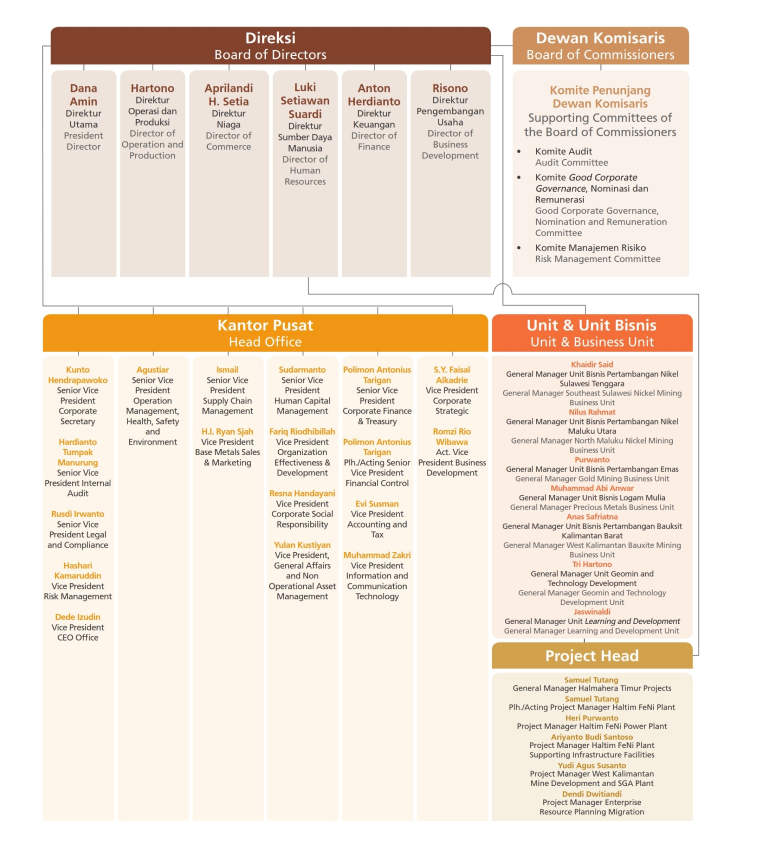 Direksi
Board of Directors
Dewan Komisaris
Board of Commissioners
Dana
Amin
Direktur
Utama
President
Director
Hartono
Direktur
Operasi dan
Produksi
Director of
Operation and
Production
Aprilandi
H. Setia
Direktur
Niaga
Director of
Commerce
Luki
Setiawan
Suardi
Direktur
Sumber Daya
Manusia
Director of
Human
Resources
Anton
Herdianto
Direktur
Keuangan
Director of
Finance
Risono
Direktur
Pengembangan
Usaha
Director of
Business
Development
Komite Penunjang
Dewan Komisaris
Supporting Committees of
the Board of Commissioners
• Komite Audit
Audit Committee
• Komite Good Corporate
Governance, Nominasi dan
Remunerasi
Good Corporate Governance,
Nomination and Remuneration
Committee
• Komite Manajemen Risiko
Risk Management Committee
Kantor Pusat
Head Office
Kunto
Hendrapawoko
Senior Vice
President
Corporate
Secretary
Hardianto
Tumpak
Manurung
Senior Vice
President Internal
Audit
Rusdi Irwanto
Senior Vice
President Legal
and Compliance
Hashari
Kamaruddin
Vice President
Risk Management
Dede Izudin
Vice President
CEO Office
Agustiar
Senior Vice
President
Operation
Management,
Health, Safety
and
Environment
Ismail
Senior Vice
President
Supply Chain
Management
H.I. Ryan Sjah
Vice President
Base Metals Sales
& Marketing
Sudarmanto
Senior Vice
President
Human Capital
Management
Fariq Riodhibillah
Vice President
Organization
Effectiveness &
Development
Resna Handayani
Vice President
Corporate Social
Responsibility
Yulan Kustiyan
Vice President,
General Affairs
and Non
Operational Asset
Management
Polimon Antonius
Tarigan
Senior Vice
President
Corporate Finance
& Treasury
Polimon Antonius
Tarigan
Plh./Acting Senior
Vice President
Financial Control
Evi Susman
Vice President
Accounting and
Tax
Muhammad Zakri
Vice President
Information and
Communication
Technology
S.Y. Faisal
Alkadrie
Vice President
Corporate
Strategic
Romzi Rio
Wibawa
Act. Vice
President Business
Development
Unit & Unit Bisnis
Unit & Business Unit
Khaidir Said
General Manager Unit Bisnis Pertambangan Nikel
Sulawesi Tenggara
General Manager Southeast Sulawesi Nickel Mining
Business Unit
Nilus Rahmat
General Manager Unit Bisnis Pertambangan Nikel
Maluku Utara
General Manager North Maluku Nickel Mining
Business Unit
Purwanto
General Manager Unit Bisnis Pertambangan Emas
General Manager Gold Mining Business Unit
Muhammad Abi Anwar
General Manager Unit Bisnis Logam Mulia
General Manager Precious Metals Business Unit
Anas Safriatna
General Manager Unit Bisnis Pertambangan Bauksit
Kalimantan Barat
General Manager West Kalimantan Bauxite Mining
Business Unit
Tri Hartono
General Manager Unit Geomin and
Technology Development
General Manager Geomin and Technology
Development Unit
Jaswinaldi
General Manager Unit Learning and Development
General Manager Learning and Development Unit
Project Head
Samuel Tutang
General Manager Halmahera Timur Projects
Samuel Tutang
Plh./Acting Project Manager Haltim FeNi Plant
Heri Purwanto
Project Manager Haltim FeNi Power Plant
Ariyanto Budi Santoso
Project Manager Haltim FeNi Plant
Supporting Infrastructure Facilities
Yudi Agus Susanto
Project Manager West Kalimantan
Mine Development and SGA Plant
Dendi Dwitiandi
Project Manager Enterprise
Resource Planning Migration